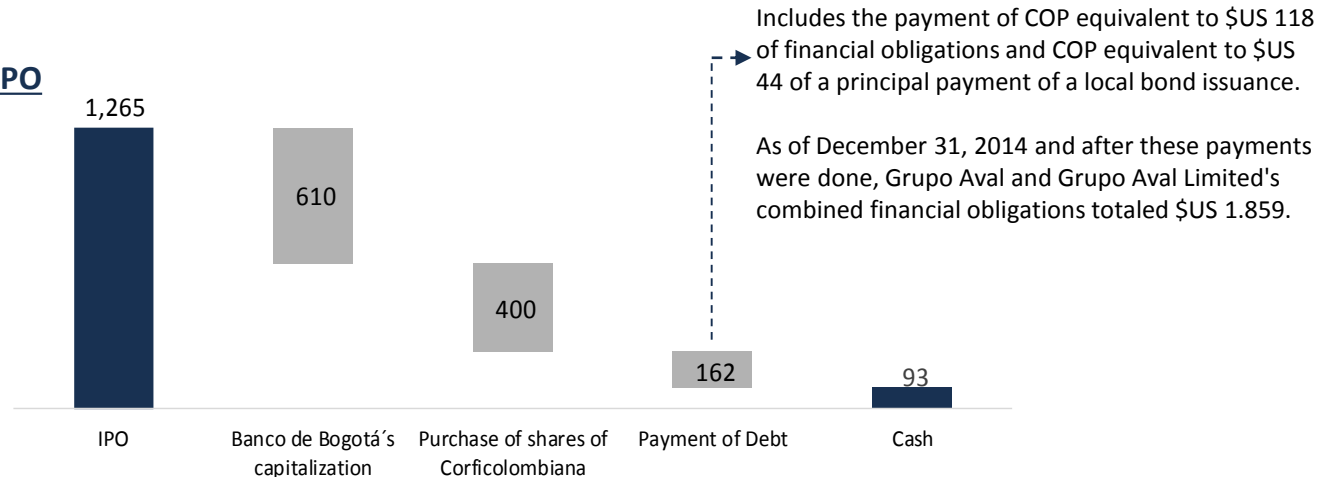 Includes the payment of COP equivalent to $US 118
of financial obligations and COP equivalent to $US
44 of a principal payment of a local bond issuance.
As of December 31, 2014 and after these payments
were done, Grupo Aval and Grupo Aval Limited's
combined financial obligations totaled $US 1.859.
PO
1,265
610
400
162
93
IPO
Banco de Bogotá´s
capitalization
Purchase of shares of
Corficolombiana
Payment of Debt
Cash